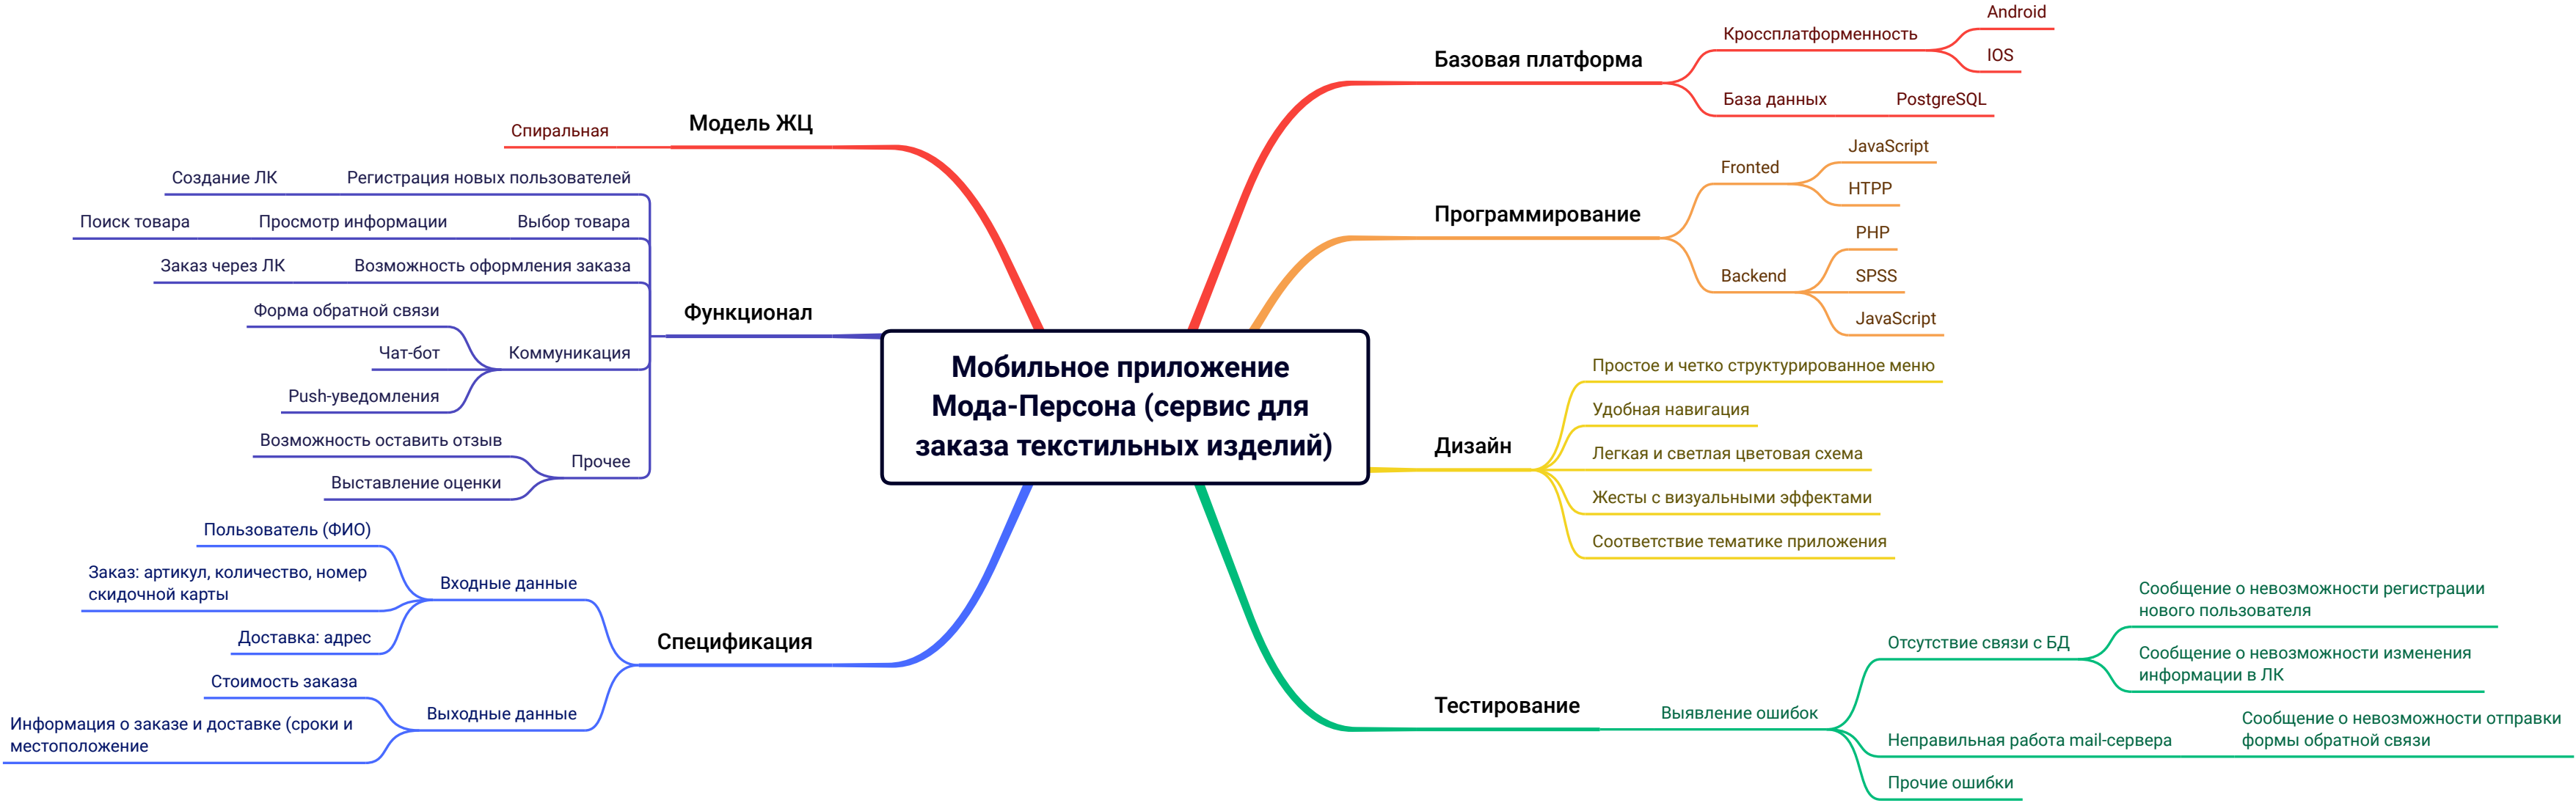 Мобильное приложение
Мода-Персона (сервис для
заказа текстильных изделий)
Базовая платформа
Кроссплатформенность
Android
IOS
База данных
PostgreSQL
Программирование
Fronted
JavaScript
HTPP
Backend
PHP
SPSS
JavaScript
Дизайн
Простое и четко структурированное меню
Удобная навигация
Легкая и светлая цветовая схема
Жесты с визуальными эффектами
Соответствие тематике приложения
Тестирование
Выявление ошибок
Отсутствие связи с БД
Сообщение о невозможности регистрации
нового пользователя
Сообщение о невозможности изменения
информации в ЛК
Неправильная работа mail-сервера
Сообщение о невозможности отправки
формы обратной связи
Прочие ошибки
Модель ЖЦ
Спиральная
Функционал
Регистрация новых пользователей
Создание ЛК
Выбор товара
Просмотр информации
Поиск товара
Возможность оформления заказа
Заказ через ЛК
Коммуникация
Форма обратной связи
Чат-бот
Push-уведомления
Прочее
Возможность оставить отзыв
Выставление оценки
Спецификация
Входные данные
Пользователь (ФИО)
Заказ: артикул, количество, номер
скидочной карты
Доставка: адрес
Выходные данные
Стоимость заказа
Информация о заказе и доставке (сроки и
местоположение